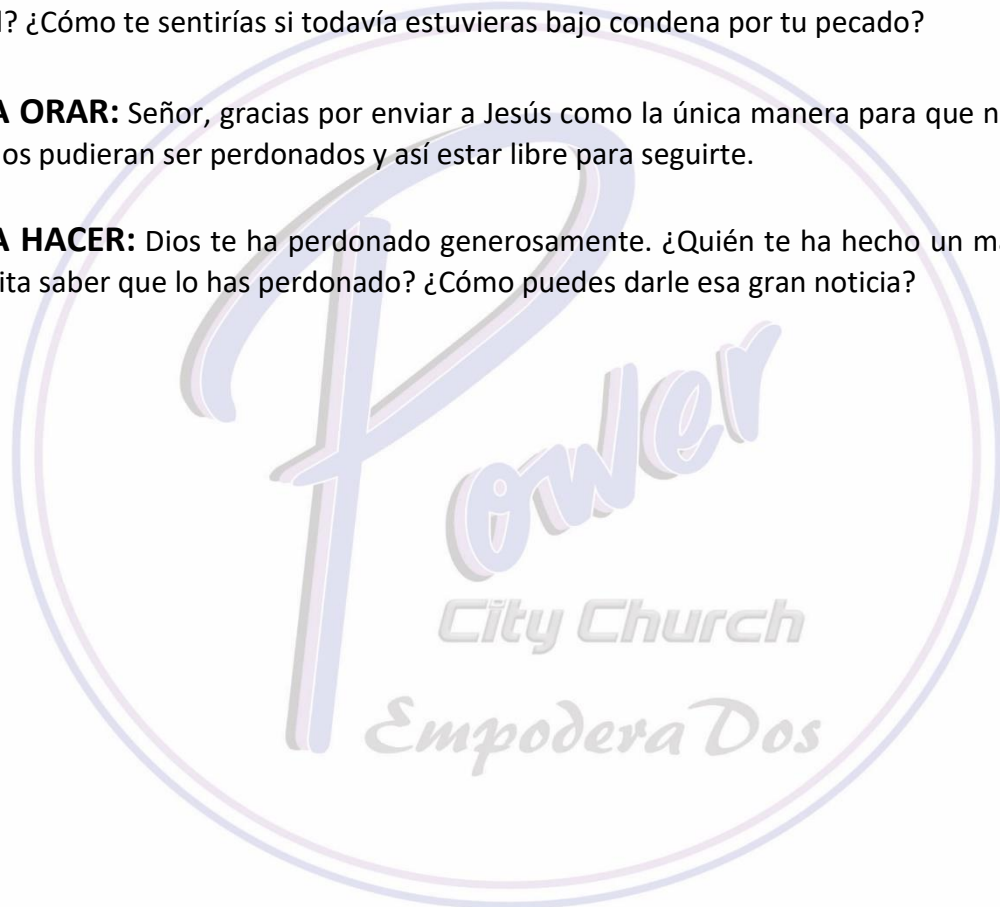 l? ¿Cómo te sentirías si todavía estuvieras bajo condena por tu pecado?
A ORAR: Señor, gracias por enviar a Jesús como la única manera para que n
os pudieran ser perdonados y así estar libre para seguirte.
A HACER: Dios te ha perdonado generosamente. ¿Quién te ha hecho un ma
ita saber que lo has perdonado? ¿Cómo puedes darle esa gran noticia?
Power
City Church
EmpoderaDos